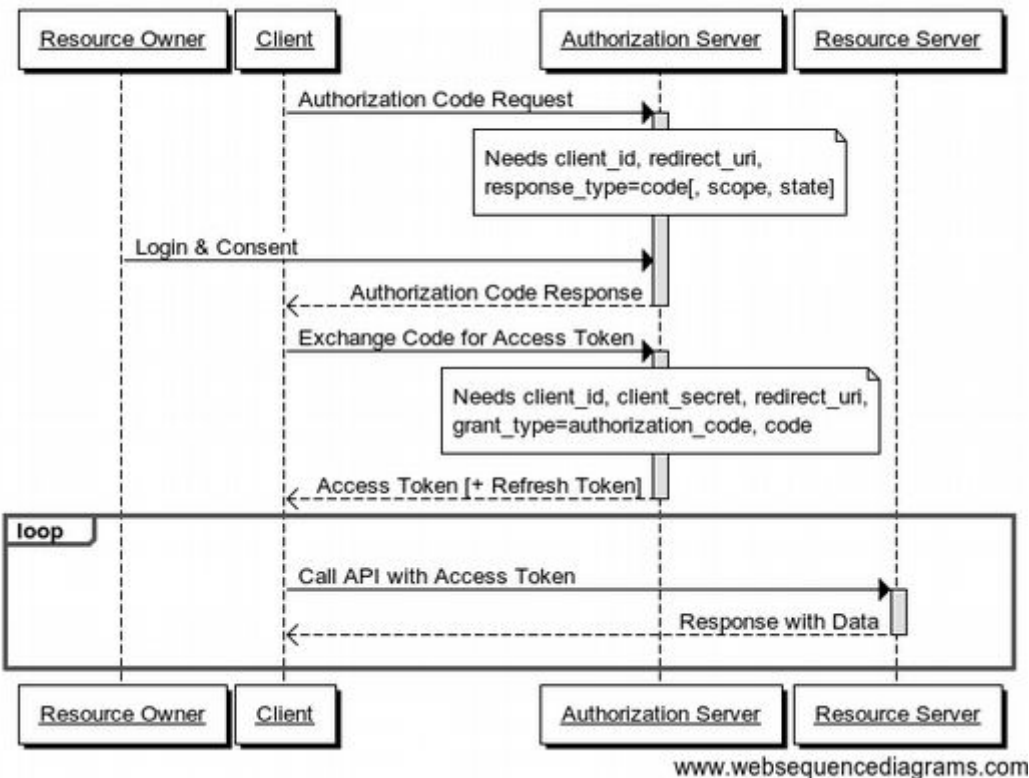 Resource Owner
Client
Authorization Server
Resource Server
Authorization Code Request
Needs client_id, redirect_uri,
response_type=code[, scope, state]
Login & Consent
Authorization Code Response
Exchange Code for Access Token
Needs client_id, client_secret, redirect_uri,
grant_type=authorization_code, code
Access Token [+ Refresh Token]
loop
Call API with Access Token
Response with Data
Resource Owner
Client
Authorization Server
Resource Server
www.websequencediagrams.com